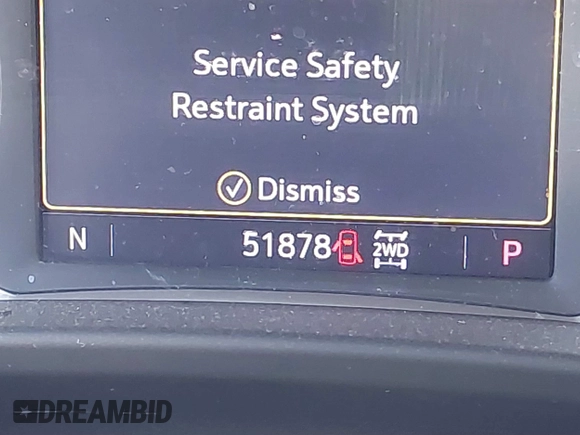 Service Safety
Restraint System
Dismiss
N
51878
2WD
P
DREAMBID